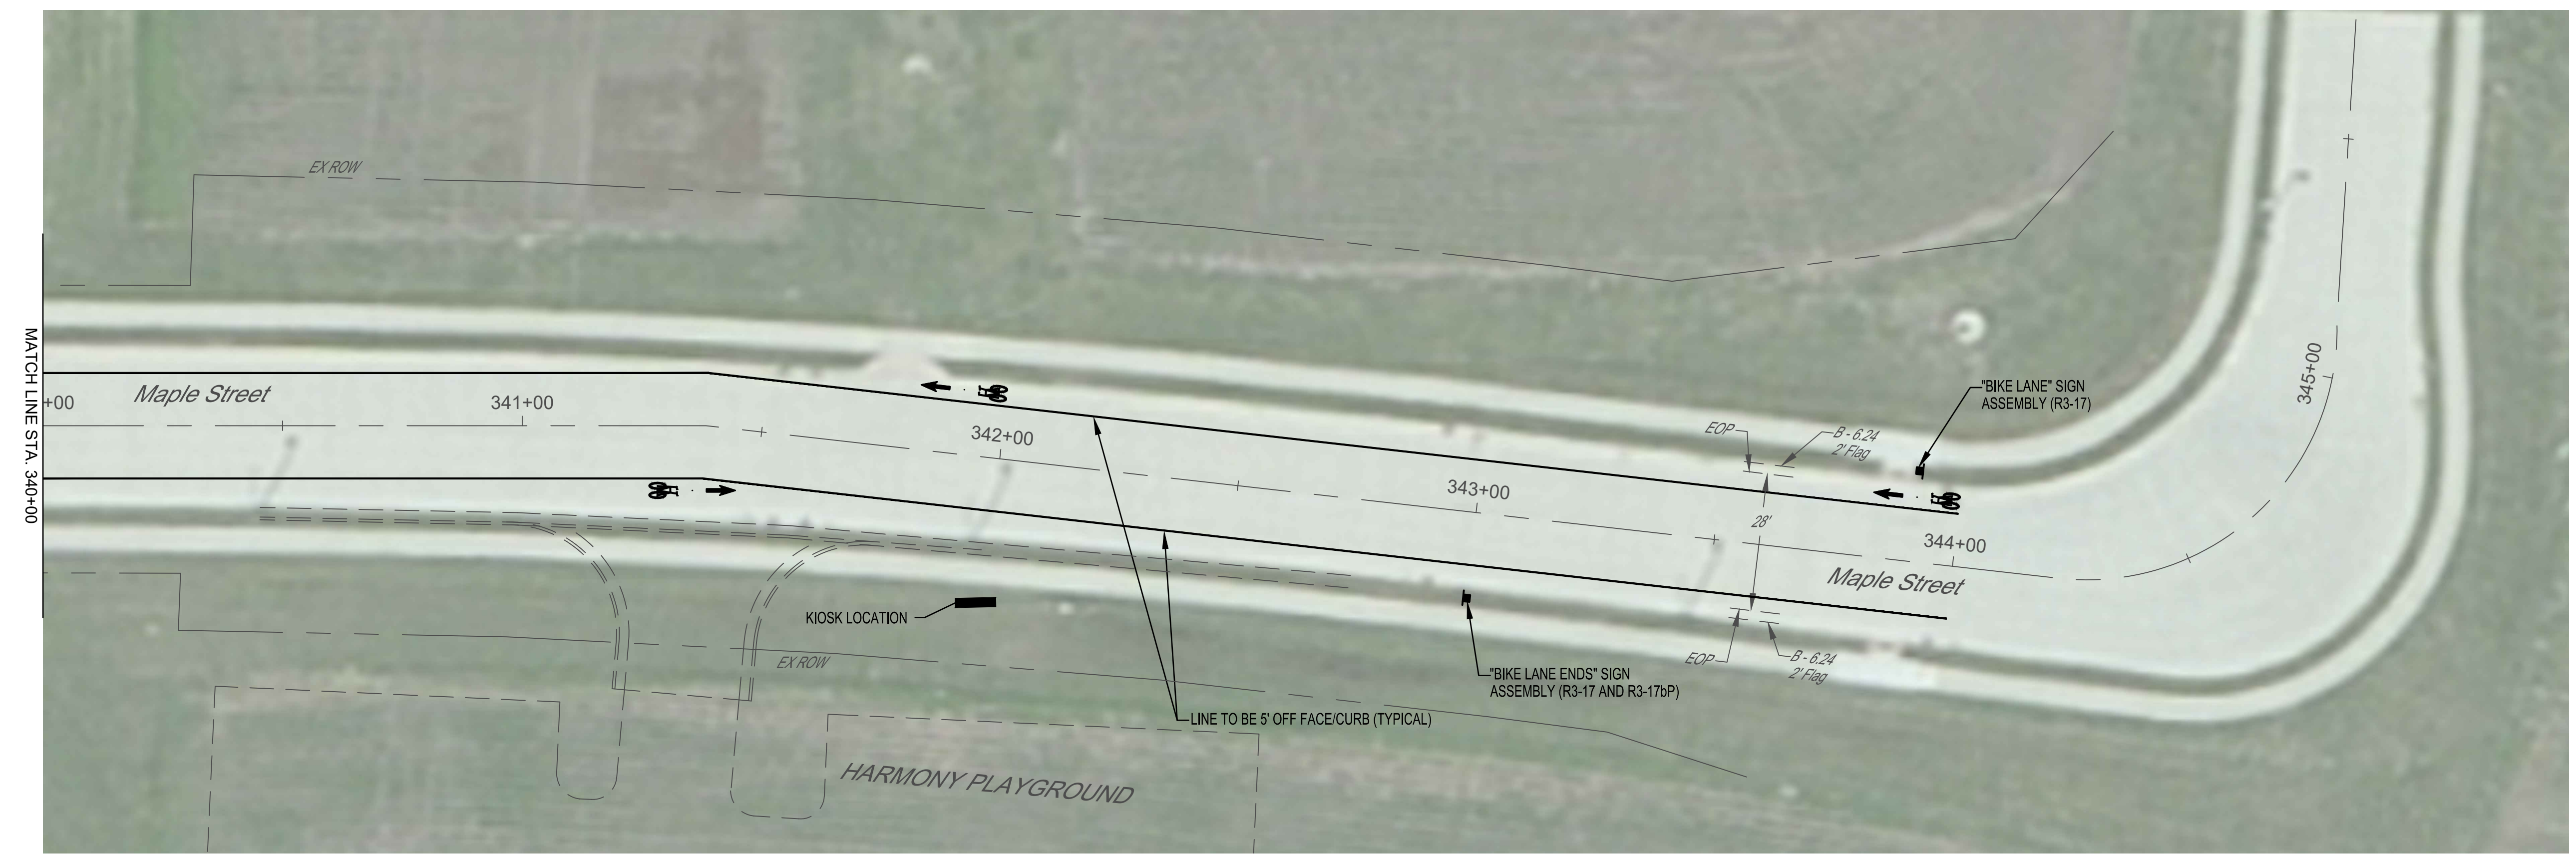 EX ROW
MATCH LINE STA. 340+00
+00
Maple Street
341+00
342+00
343+00
EOP
B - 6.24
2' Flag
"BIKE LANE" SIGN
ASSEMBLY (R3-17)
345+00
28'
344+00
Maple Street
KIOSK LOCATION
EX ROW
EOP
B - 6.24
2' Flag
"BIKE LANE ENDS" SIGN
ASSEMBLY (R3-17 AND R3-17bP)
LINE TO BE 5' OFF FACE/CURB (TYPICAL)
HARMONY PLAYGROUND